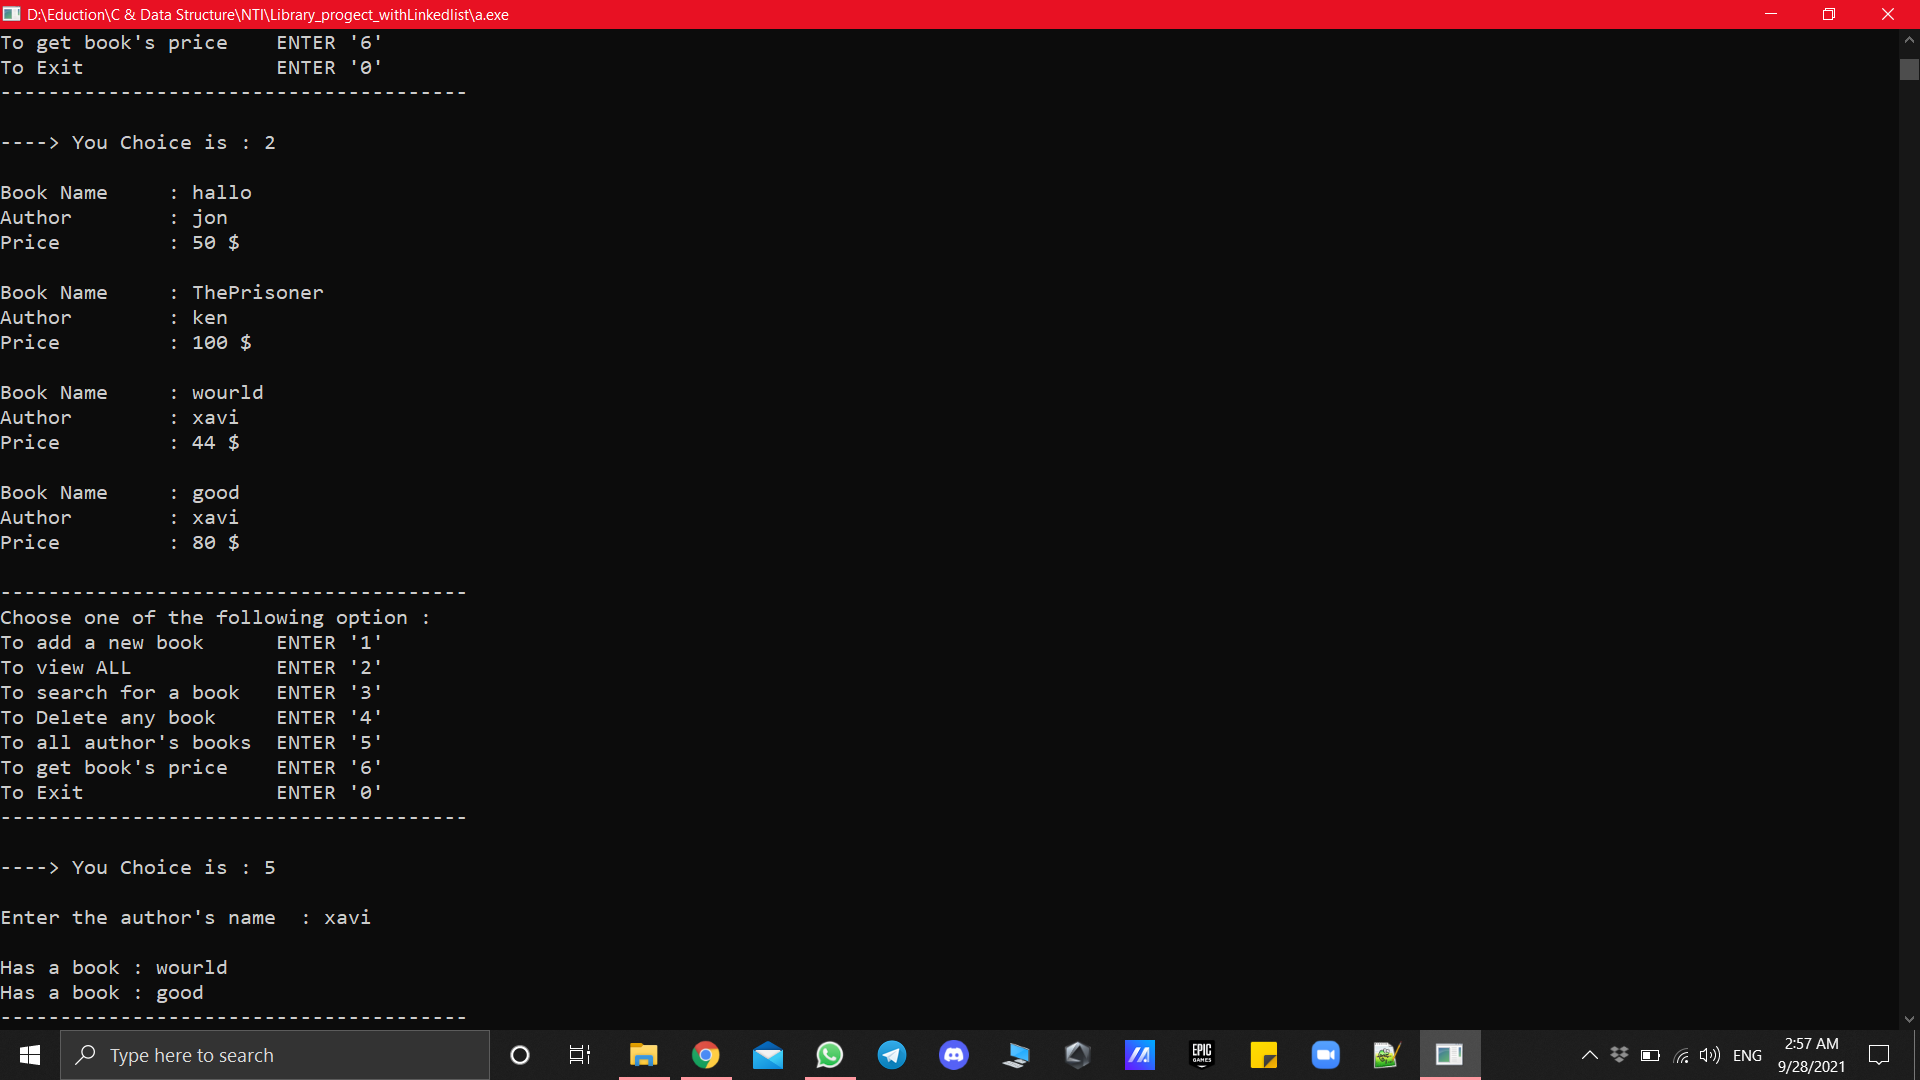 D:\Eduction\C & Data Structure\NTI\Library_progect_withLinkedlist\a.exe
To get book's price    ENTER '6'
To Exit                ENTER '0'
---------------------------------------
----> You Choice is : 2
Book Name     : hallo
Author        : jon
Price         : 50 $
Book Name     : ThePrisoner
Author        : ken
Price         : 100 $
Book Name     : wourld
Author        : xavi
Price         : 44 $
Book Name     : good
Author        : xavi
Price         : 80 $
---------------------------------------
Choose one of the following option :
To add a new book      ENTER '1'
To view ALL            ENTER '2'
To search for a book   ENTER '3'
To Delete any book     ENTER '4'
To all author's books  ENTER '5'
To get book's price    ENTER '6'
To Exit                ENTER '0'
---------------------------------------
----> You Choice is : 5
Enter the author's name  : xavi
Has a book : wourld
Has a book : good
---------------------------------------
Type here to search
EPIC GAMES
ENG
2:57 AM
9/28/2021